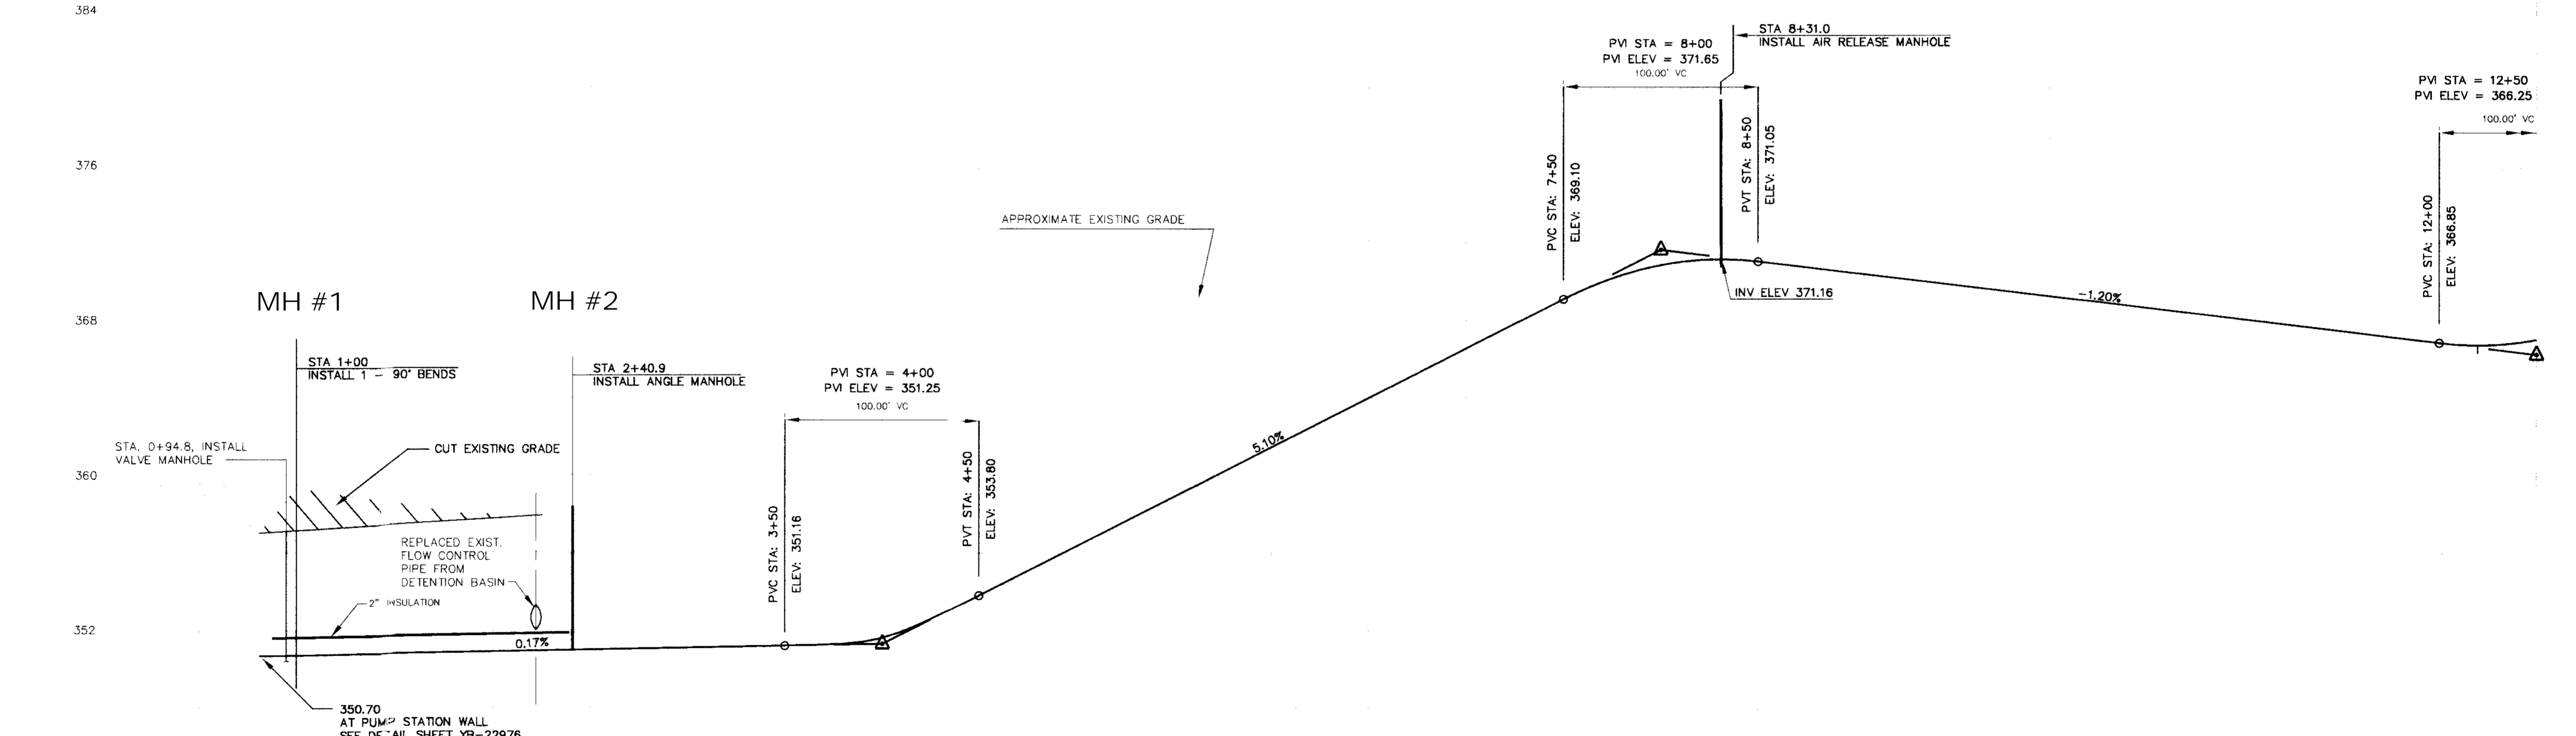 384
376
368
360
352
MH #1
MH #2
STA 1+00
INSTALL 1 - 90° BENDS
STA 2+40.9
INSTALL ANGLE MANHOLE
STA. 0+94.8, INSTALL
VALVE MANHOLE
CUT EXISTING GRADE
REPLACED EXIST.
FLOW CONTROL
PIPE FROM
DETENTION BASIN
2" INSULATION
0.17%
350.70
AT PUMP STATION WALL
SEE DETAIL SHEET YB-22976
PVI STA = 4+00
PVI ELEV = 351.25
100.00' VC
PVC STA: 3+50
ELEV: 351.16
PVT STA: 4+50
ELEV: 353.80
APPROXIMATE EXISTING GRADE
5.10%
PVI STA = 8+00
PVI ELEV = 371.65
100.00' VC
STA 8+31.0
INSTALL AIR RELEASE MANHOLE
PVC STA: 7+50
ELEV: 369.10
PVT STA: 8+50
ELEV: 371.05
INV ELEV 371.16
-1.20%
PVI STA = 12+50
PVI ELEV = 366.25
100.00' VC
PVC STA: 12+00
ELEV: 366.85